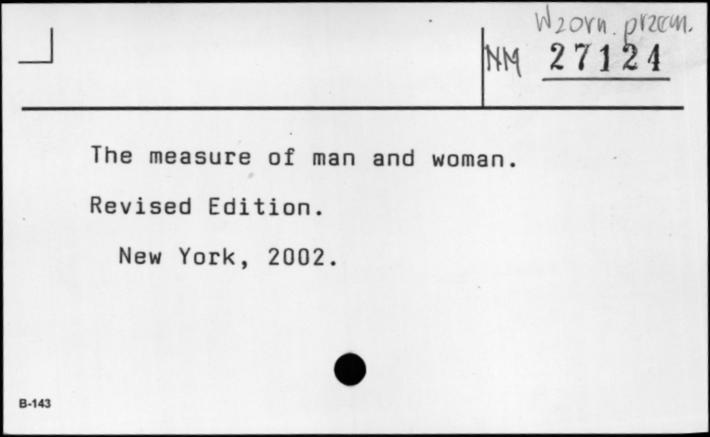 Wzorn. przem.
NM 27124
The measure of man and woman.
Revised Edition.
New York, 2002.
B-143